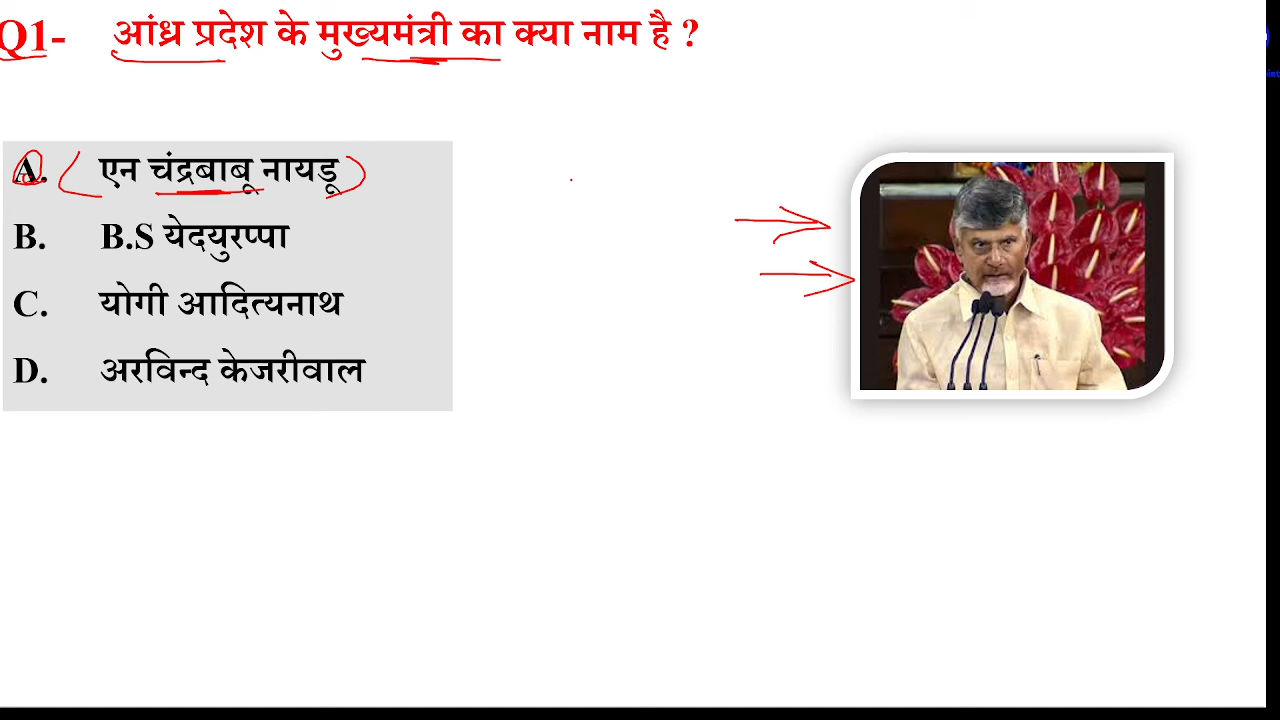 Q1- आंध्र प्रदेश के मुख्यमंत्री का क्या नाम है ?
A. एन चंद्रबाबू नायडू
B. B.S येदयुरप्पा
C. योगी आदित्यनाथ
D. अरविन्द केजरीवाल